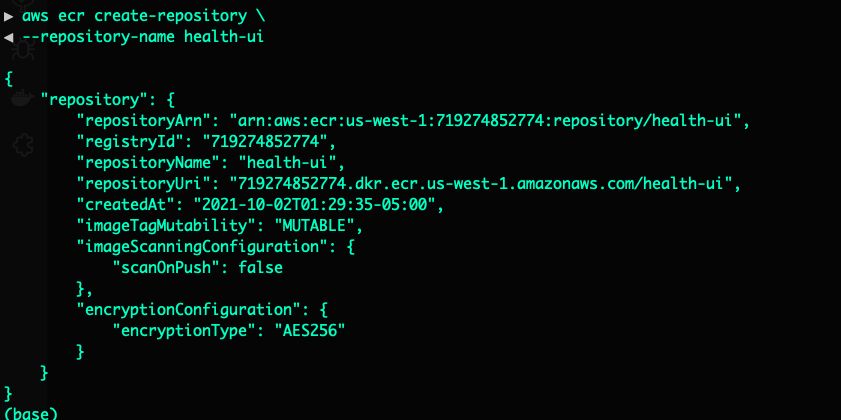 ▶ aws ecr create-repository \
◀ --repository-name health-ui
{
    "repository": {
        "repositoryArn": "arn:aws:ecr:us-west-1:719274852774:repository/health-ui",
        "registryId": "719274852774",
        "repositoryName": "health-ui",
        "repositoryUri": "719274852774.dkr.ecr.us-west-1.amazonaws.com/health-ui",
        "createdAt": "2021-10-02T01:29:35-05:00",
        "imageTagMutability": "MUTABLE",
        "imageScanningConfiguration": {
            "scanOnPush": false
        },
        "encryptionConfiguration": {
            "encryptionType": "AES256"
        }
    }
}
(base)